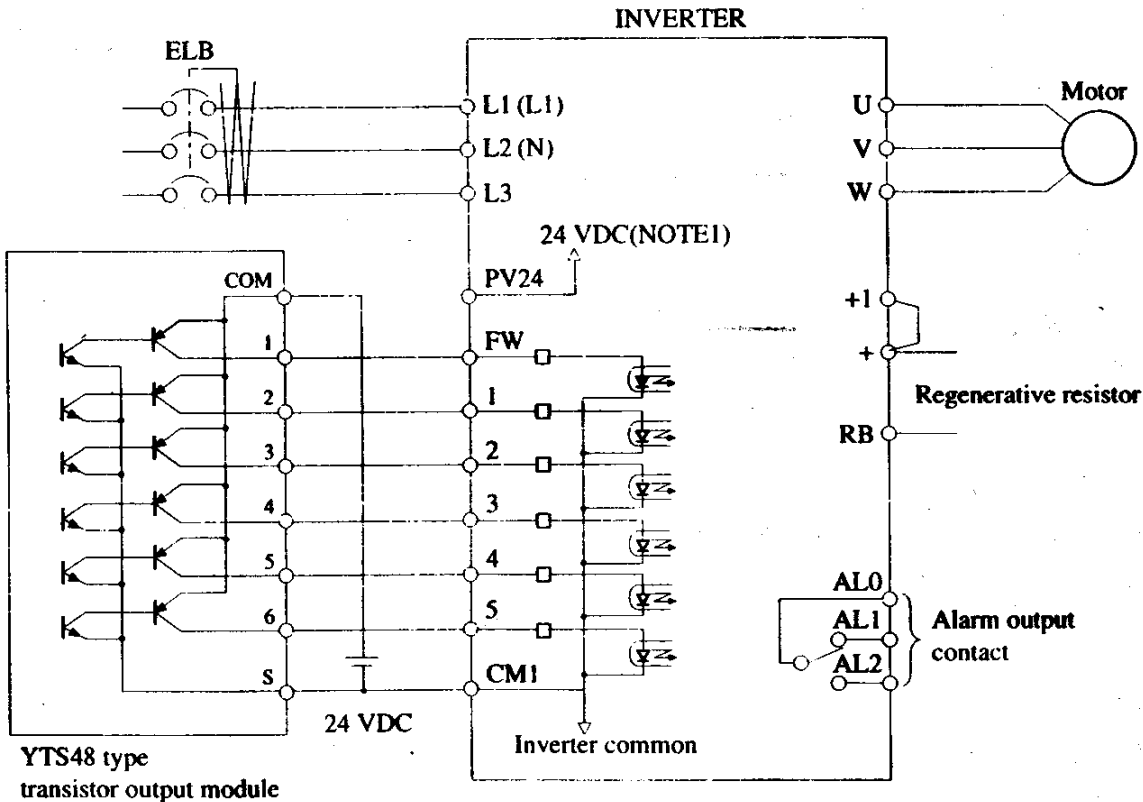 INVERTER
ELB
L1 (L1)
L2 (N)
L3
U
V
W
Motor
24 VDC(NOTE1)
PV24
COM
1
2
3
4
5
6
S
FW
1
2
3
4
5
CM1
+1
+
Regenerative resistor
RB
AL0
AL1
AL2
Alarm output
contact
24 VDC
Inverter common
YTS48 type
transistor output module